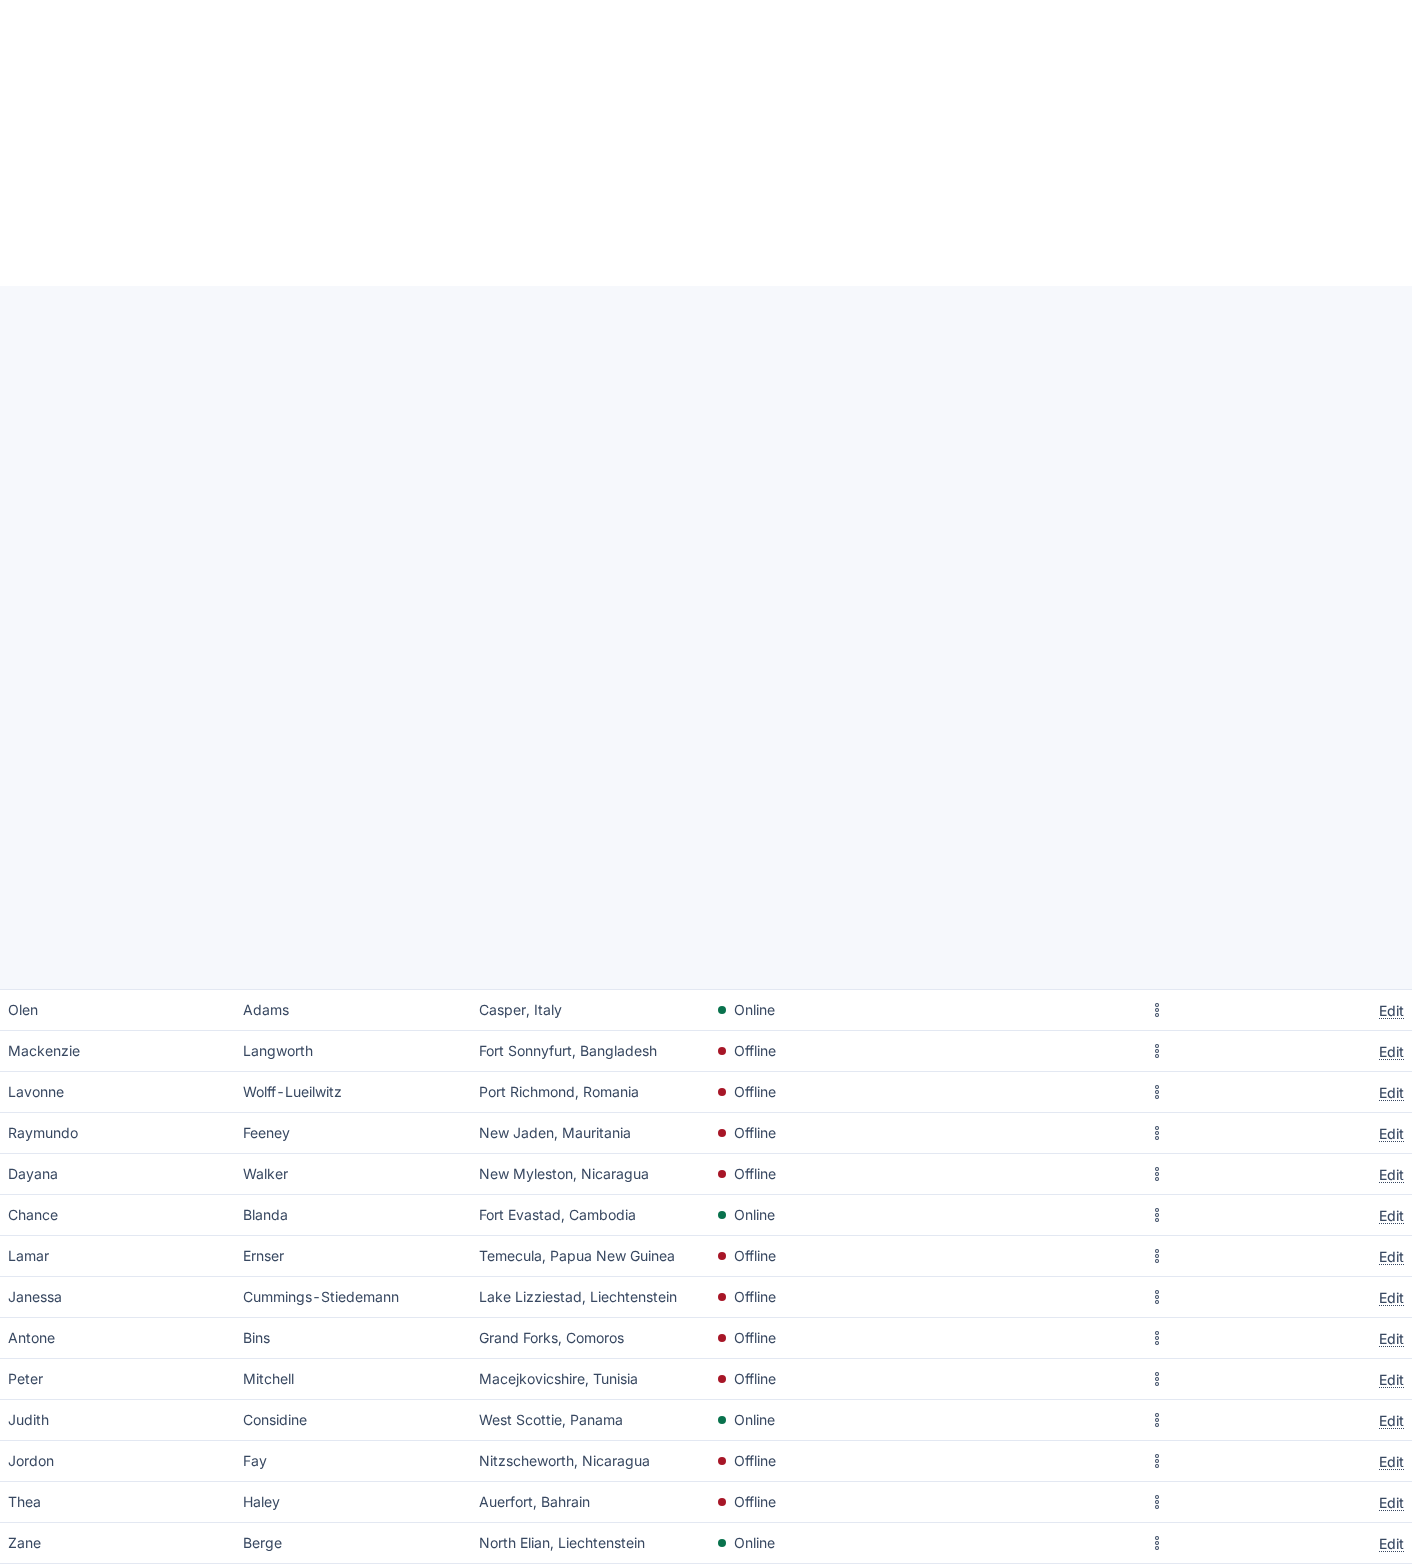 Olen Adams Casper, Italy Online Edit
Mackenzie Langworth Fort Sonnyfurt, Bangladesh Offline Edit
Lavonne Wolff-Lueilwitz Port Richmond, Romania Offline Edit
Raymundo Feeney New Jaden, Mauritania Offline Edit
Dayana Walker New Myleston, Nicaragua Offline Edit
Chance Blanda Fort Evastad, Cambodia Online Edit
Lamar Ernser Temecula, Papua New Guinea Offline Edit
Janessa Cummings-Stiedemann Lake Lizziestad, Liechtenstein Offline Edit
Antone Bins Grand Forks, Comoros Offline Edit
Peter Mitchell Macejkovicshire, Tunisia Offline Edit
Judith Considine West Scottie, Panama Online Edit
Jordon Fay Nitzscheworth, Nicaragua Offline Edit
Thea Haley Auerfort, Bahrain Offline Edit
Zane Berge North Elian, Liechtenstein Online Edit